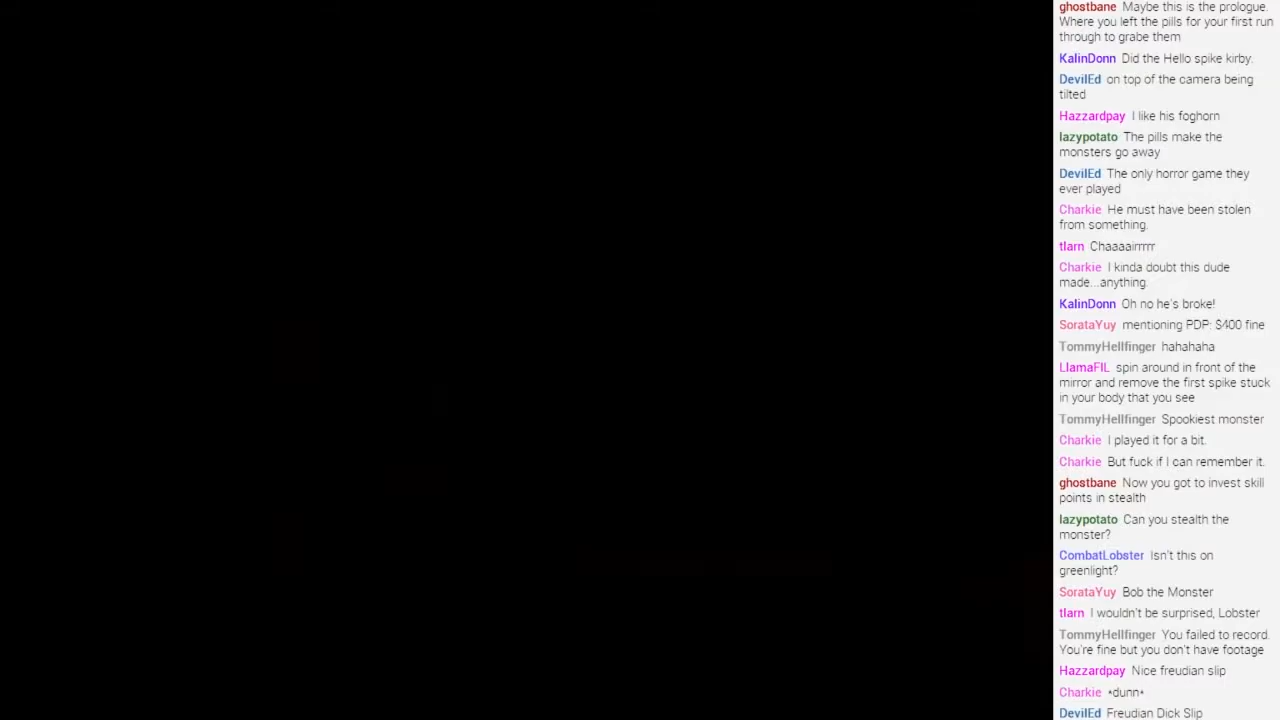 ghostbane Maybe this is the prologue.
Where you left the pills for your first run
through to grabe them
KalinDonn Did the Hello spike kirby.
DevilEd on top of the camera being
tilted
Hazzardpay I like his foghorn
lazypotato The pills make the
monsters go away
DevilEd The only horror game they
ever played
Charkie He must have been stolen
from something.
tlarn Chaaaairrrrr
Charkie I kinda doubt this dude
made...anything.
KalinDonn Oh no he's broke!
SorataYuy mentioning PDP: $400 fine
TommyHellfinger hahahaha
LlamaFIL spin around in front of the
mirror and remove the first spike stuck
in your body that you see
TommyHellfinger Spookiest monster
Charkie I played it for a bit.
Charkie But fuck if I can remember it.
ghostbane Now you got to invest skill
points in stealth
lazypotato Can you stealth the
monster?
CombatLobster Isn't this on
greenlight?
SorataYuy Bob the Monster
tlarn I wouldn't be surprised, Lobster
TommyHellfinger You failed to record.
You're fine but you don't have footage
Hazzardpay Nice freudian slip
Charkie *dunn*
DevilEd Freudian Dick Slip